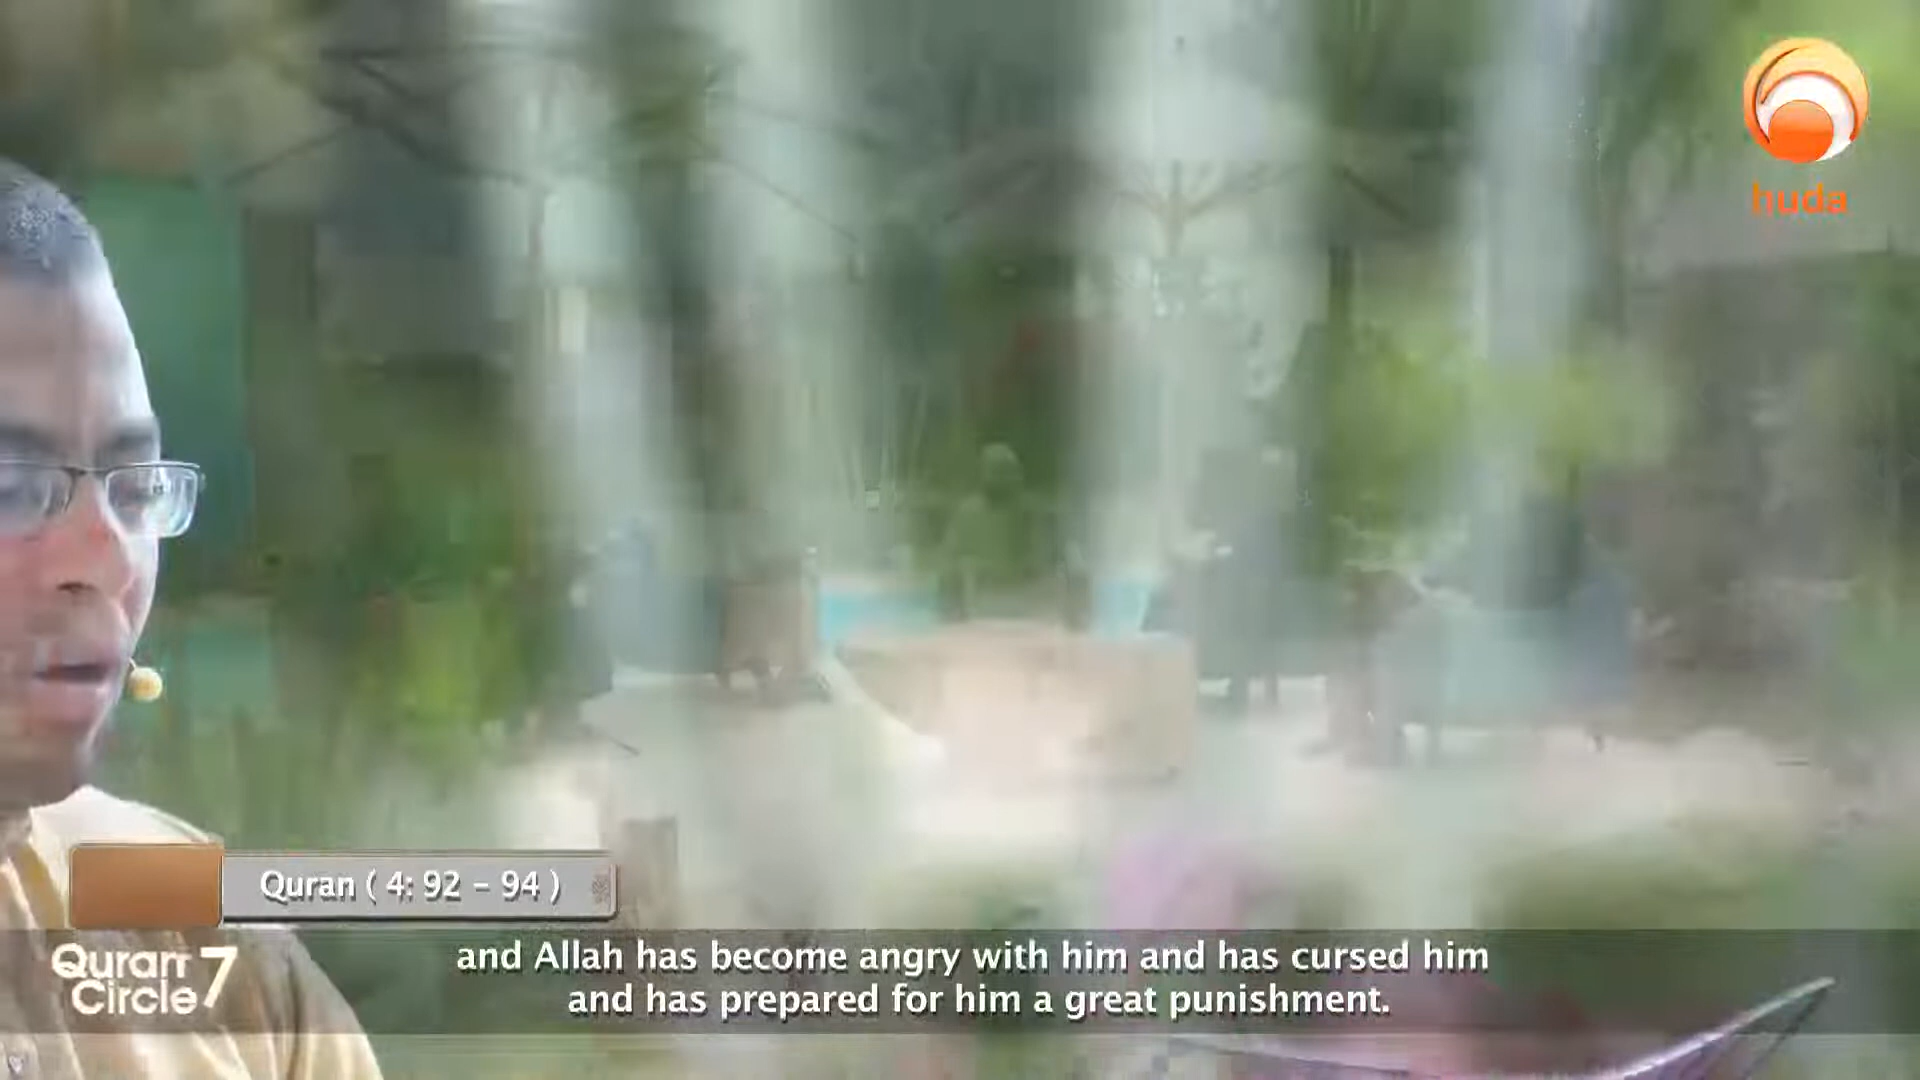 huda
Quran ( 4: 92 – 94 )
Quran
Circle 7
and Allah has become angry with him and has cursed him
and has prepared for him a great punishment.